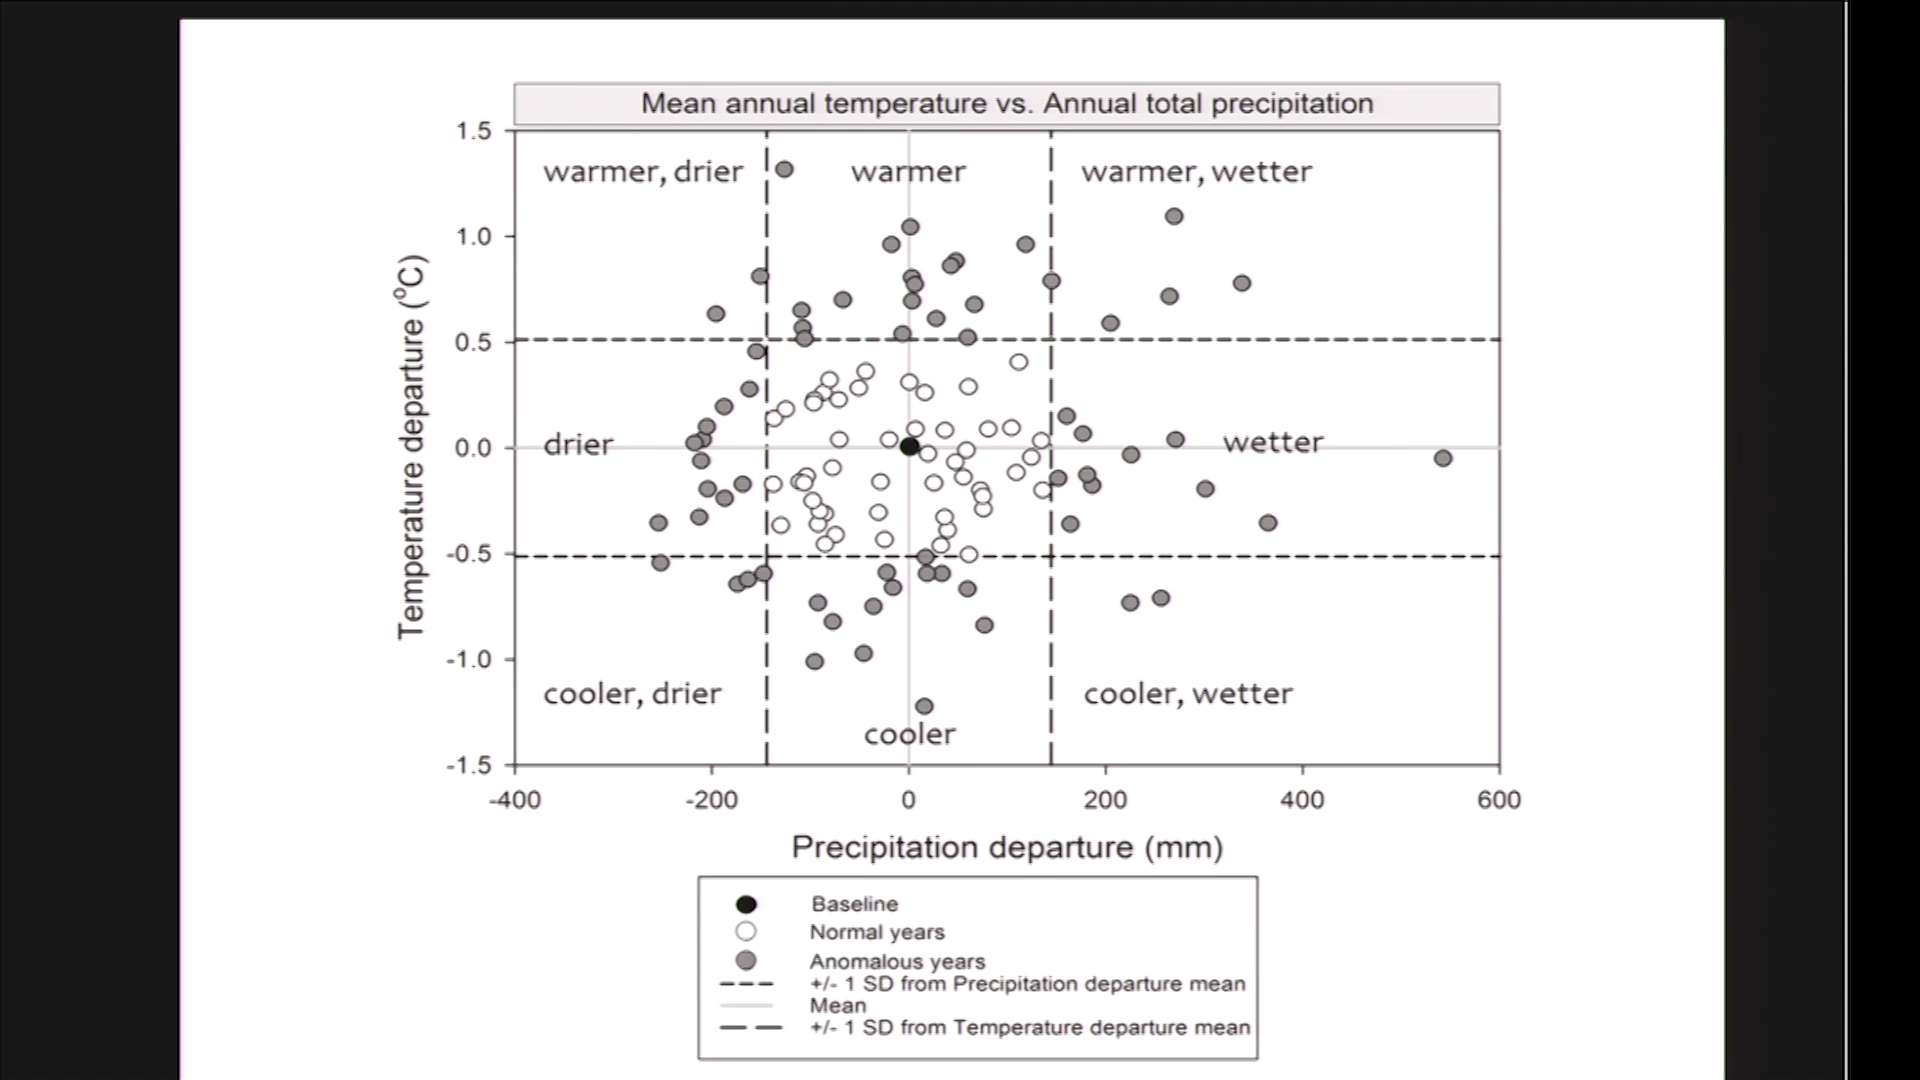 Mean annual temperature vs. Annual total precipitation
1.5
1.0
0.5
0.0
-0.5
-1.0
-1.5
Temperature departure (°C)
warmer, drier
warmer
warmer, wetter
drier
wetter
cooler, drier
cooler
cooler, wetter
-400
-200
0
200
400
600
Precipitation departure (mm)
Baseline
Normal years
Anomalous years
+/- 1 SD from Precipitation departure mean
Mean
+/- 1 SD from Temperature departure mean